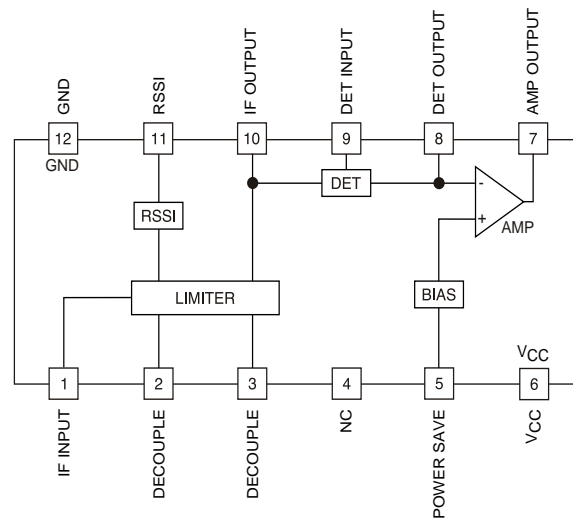 GND
RSSI
IF OUTPUT
DET INPUT
DET OUTPUT
AMP OUTPUT
12
11
10
9
8
7
GND
DET
-
+
AMP
RSSI
LIMITER
BIAS
VCC
1
2
3
4
5
6
IF INPUT
DECOUPLE
DECOUPLE
NC
POWER SAVE
VCC